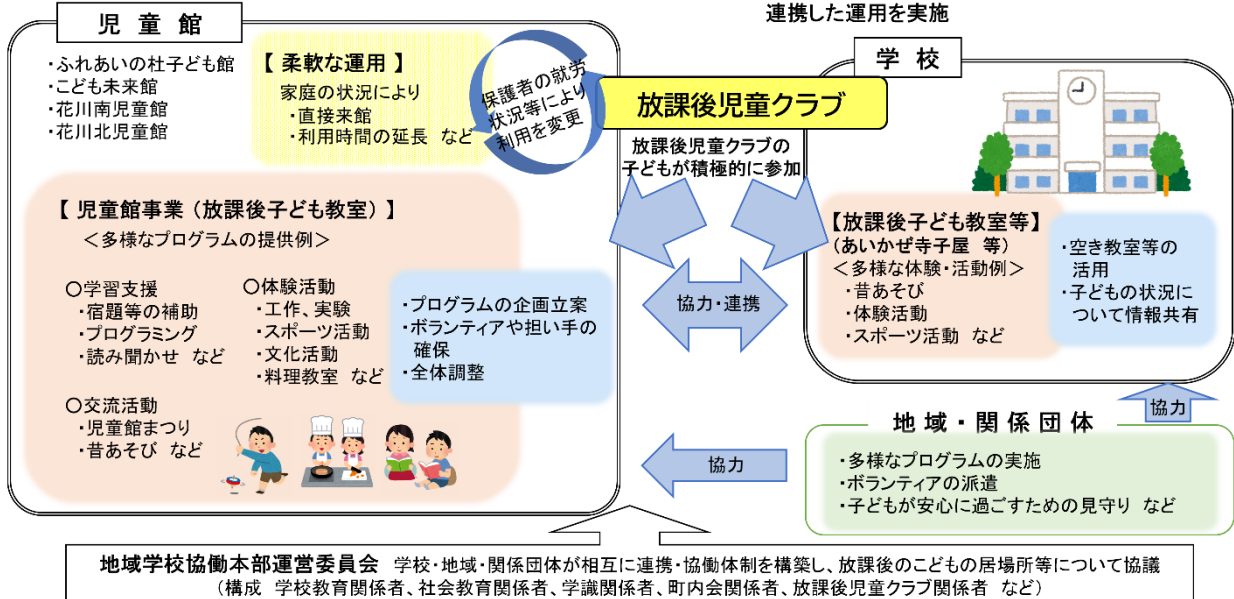 連携した運用を実施
児童館
・ふれあいの杜子ども館
・こども未来館
・花川南児童館
・花川北児童館
【 柔軟な運用 】
家庭の状況により
・直接来館
・利用時間の延長 など
保護者の就労
状況等により
利用を変更
放課後児童クラブ
放課後児童クラブの
子どもが積極的に参加
学校
【 児童館事業（放課後子ども教室） 】
＜多様なプログラムの提供例＞
○学習支援
・宿題等の補助
・プログラミング
・読み聞かせ など
○体験活動
・工作、実験
・スポーツ活動
・文化活動
・料理教室 など
○交流活動
・児童館まつり
・昔あそび など
・プログラムの企画立案
・ボランティアや担い手の
確保
・全体調整
協力・連携
【放課後子ども教室等】
（あいかぜ寺子屋 等）
＜多様な体験・活動例＞
・昔あそび
・体験活動
・スポーツ活動 など
・空き教室等の
活用
・子どもの状況に
ついて情報共有
協力
協力
地域・関係団体
・多様なプログラムの実施
・ボランティアの派遣
・子どもが安心に過ごすための見守り など
地域学校協働本部運営委員会 学校・地域・関係団体が相互に連携・協働体制を構築し、放課後のこどもの居場所等について協議
（構成 学校教育関係者、社会教育関係者、学識関係者、町内会関係者、放課後児童クラブ関係者 など）